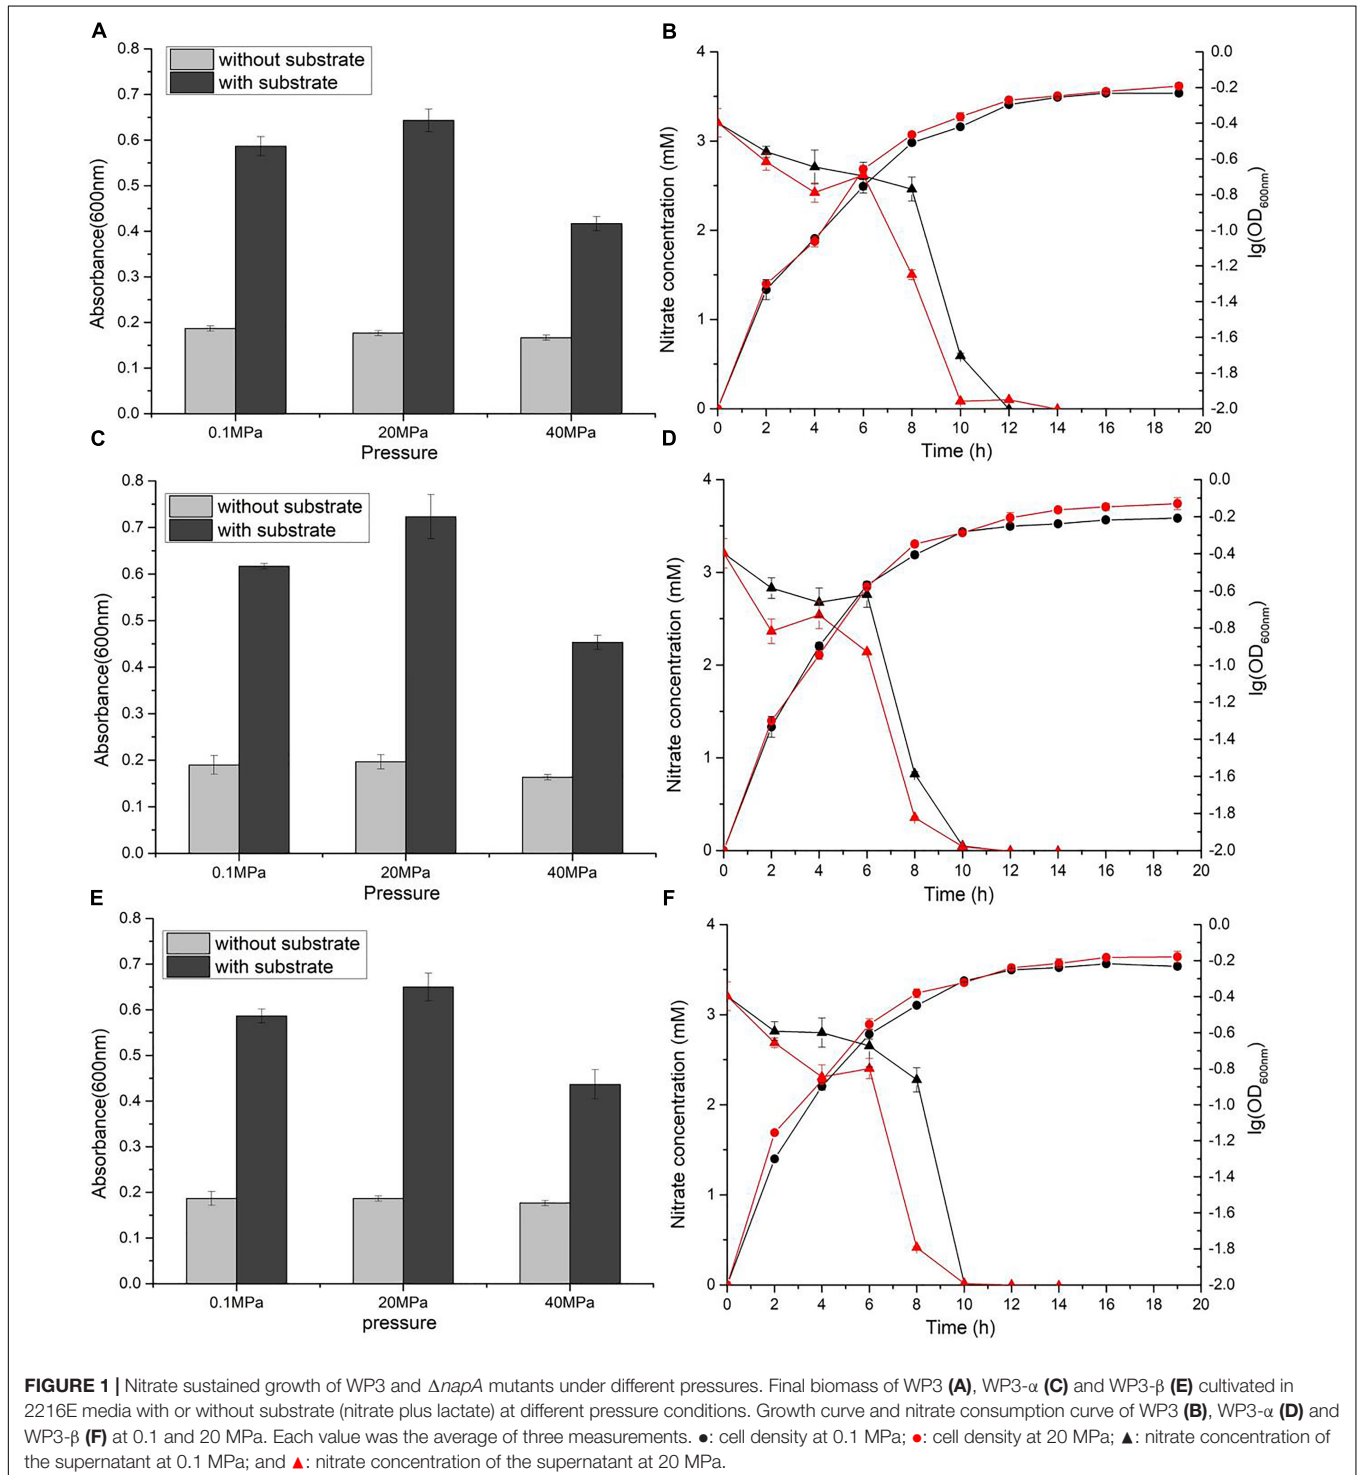 A
without substrate
with substrate
0.8
0.7
0.6
0.5
0.4
0.3
0.2
0.1
0.0
Absorbance(600nm)
0.1MPa 20MPa 40MPa
Pressure
B
4
3
2
1
0
Nitrate concentration (mM)
0.0
-0.2
-0.4
-0.6
-0.8
-1.0
-1.2
-1.4
-1.6
-1.8
-2.0
lg(OD600nm)
0 2 4 6 8 10 12 14 16 18 20
Time (h)
C
without substrate
with substrate
0.8
0.7
0.6
0.5
0.4
0.3
0.2
0.1
0.0
Absorbance(600nm)
0.1MPa 20MPa 40MPa
Pressure
D
4
3
2
1
0
Nitrate concentration (mM)
0.0
-0.2
-0.4
-0.6
-0.8
-1.0
-1.2
-1.4
-1.6
-1.8
-2.0
lg(OD600nm)
0 2 4 6 8 10 12 14 16 18 20
Time (h)
E
without substrate
with substrate
0.8
0.7
0.6
0.5
0.4
0.3
0.2
0.1
0.0
Absorbance(600nm)
0.1MPa 20MPa 40MPa
pressure
F
4
3
2
1
0
Nitrate concentration (mM)
0.0
-0.2
-0.4
-0.6
-0.8
-1.0
-1.2
-1.4
-1.6
-1.8
-2.0
lg(OD600nm)
0 2 4 6 8 10 12 14 16 18 20
Time (h)
FIGURE 1 | Nitrate sustained growth of WP3 and ΔnapA mutants under different pressures. Final biomass of WP3 (A), WP3-α (C) and WP3-β (E) cultivated in
2216E media with or without substrate (nitrate plus lactate) at different pressure conditions. Growth curve and nitrate consumption curve of WP3 (B), WP3-α (D) and
WP3-β (F) at 0.1 and 20 MPa. Each value was the average of three measurements. ●: cell density at 0.1 MPa; ●: cell density at 20 MPa; ▲: nitrate concentration of
the supernatant at 0.1 MPa; and ▲: nitrate concentration of the supernatant at 20 MPa.